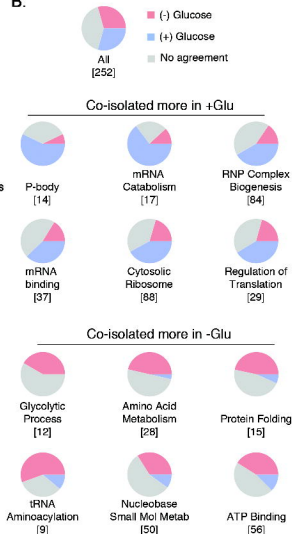 B.
(-) Glucose
(+) Glucose
No agreement
All
[252]
Co-isolated more in +Glu
s
P-body
[14]
mRNA
Catabolism
[17]
RNP Complex
Biogenesis
[84]
mRNA
binding
[37]
Cytosolic
Ribosome
[88]
Regulation of
Translation
[29]
Co-isolated more in -Glu
Glycolytic
Process
[12]
Amino Acid
Metabolism
[28]
Protein Folding
[15]
tRNA
Aminoacylation
[9]
Nucleobase
Small Mol Metab
[50]
ATP Binding
[56]